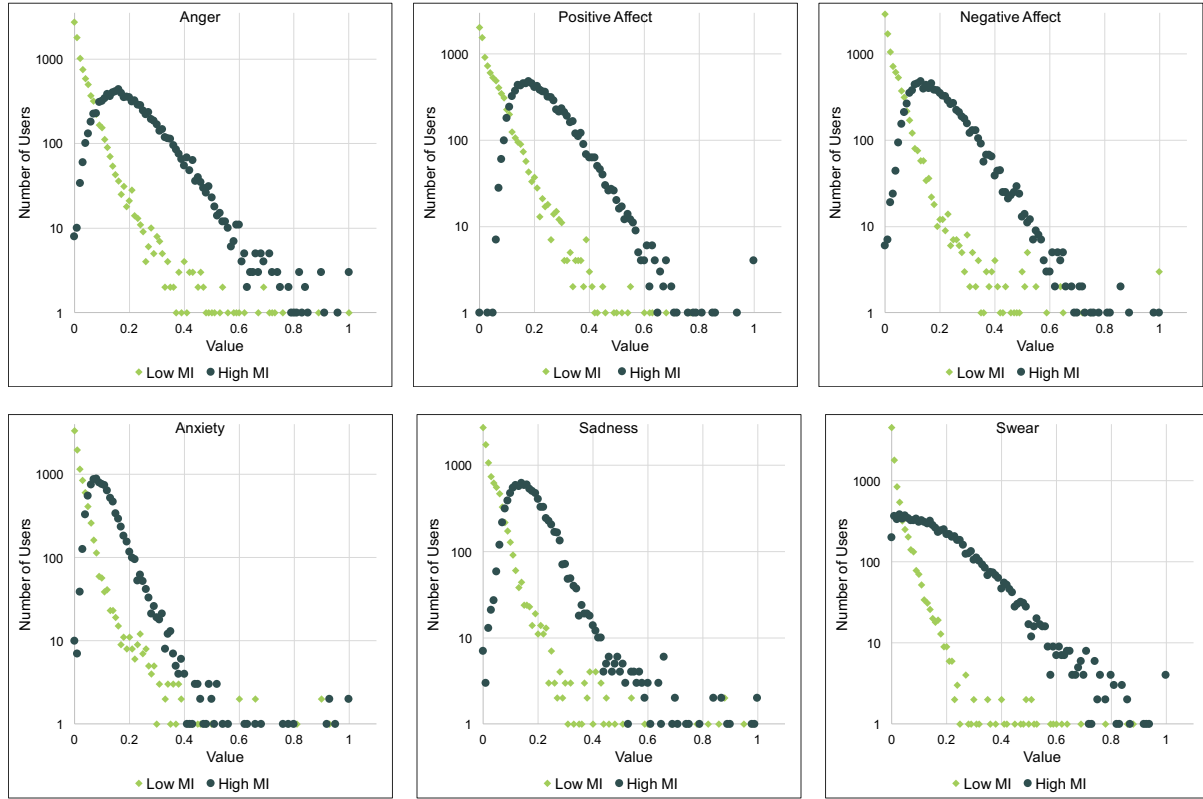 Anger
Number of Users
1000
100
10
1
0 0.2 0.4 0.6 0.8 1
Value
Low MI High MI
Positive Affect
Number of Users
1000
100
10
1
0 0.2 0.4 0.6 0.8 1
Value
Low MI High MI
Negative Affect
Number of Users
1000
100
10
1
0 0.2 0.4 0.6 0.8 1
Value
Low MI High MI
Anxiety
Number of Users
1000
100
10
1
0 0.2 0.4 0.6 0.8 1
Value
Low MI High MI
Sadness
Number of Users
1000
100
10
1
0 0.2 0.4 0.6 0.8 1
Value
Low MI High MI
Swear
Number of Users
1000
100
10
1
0 0.2 0.4 0.6 0.8 1
Value
Low MI High MI